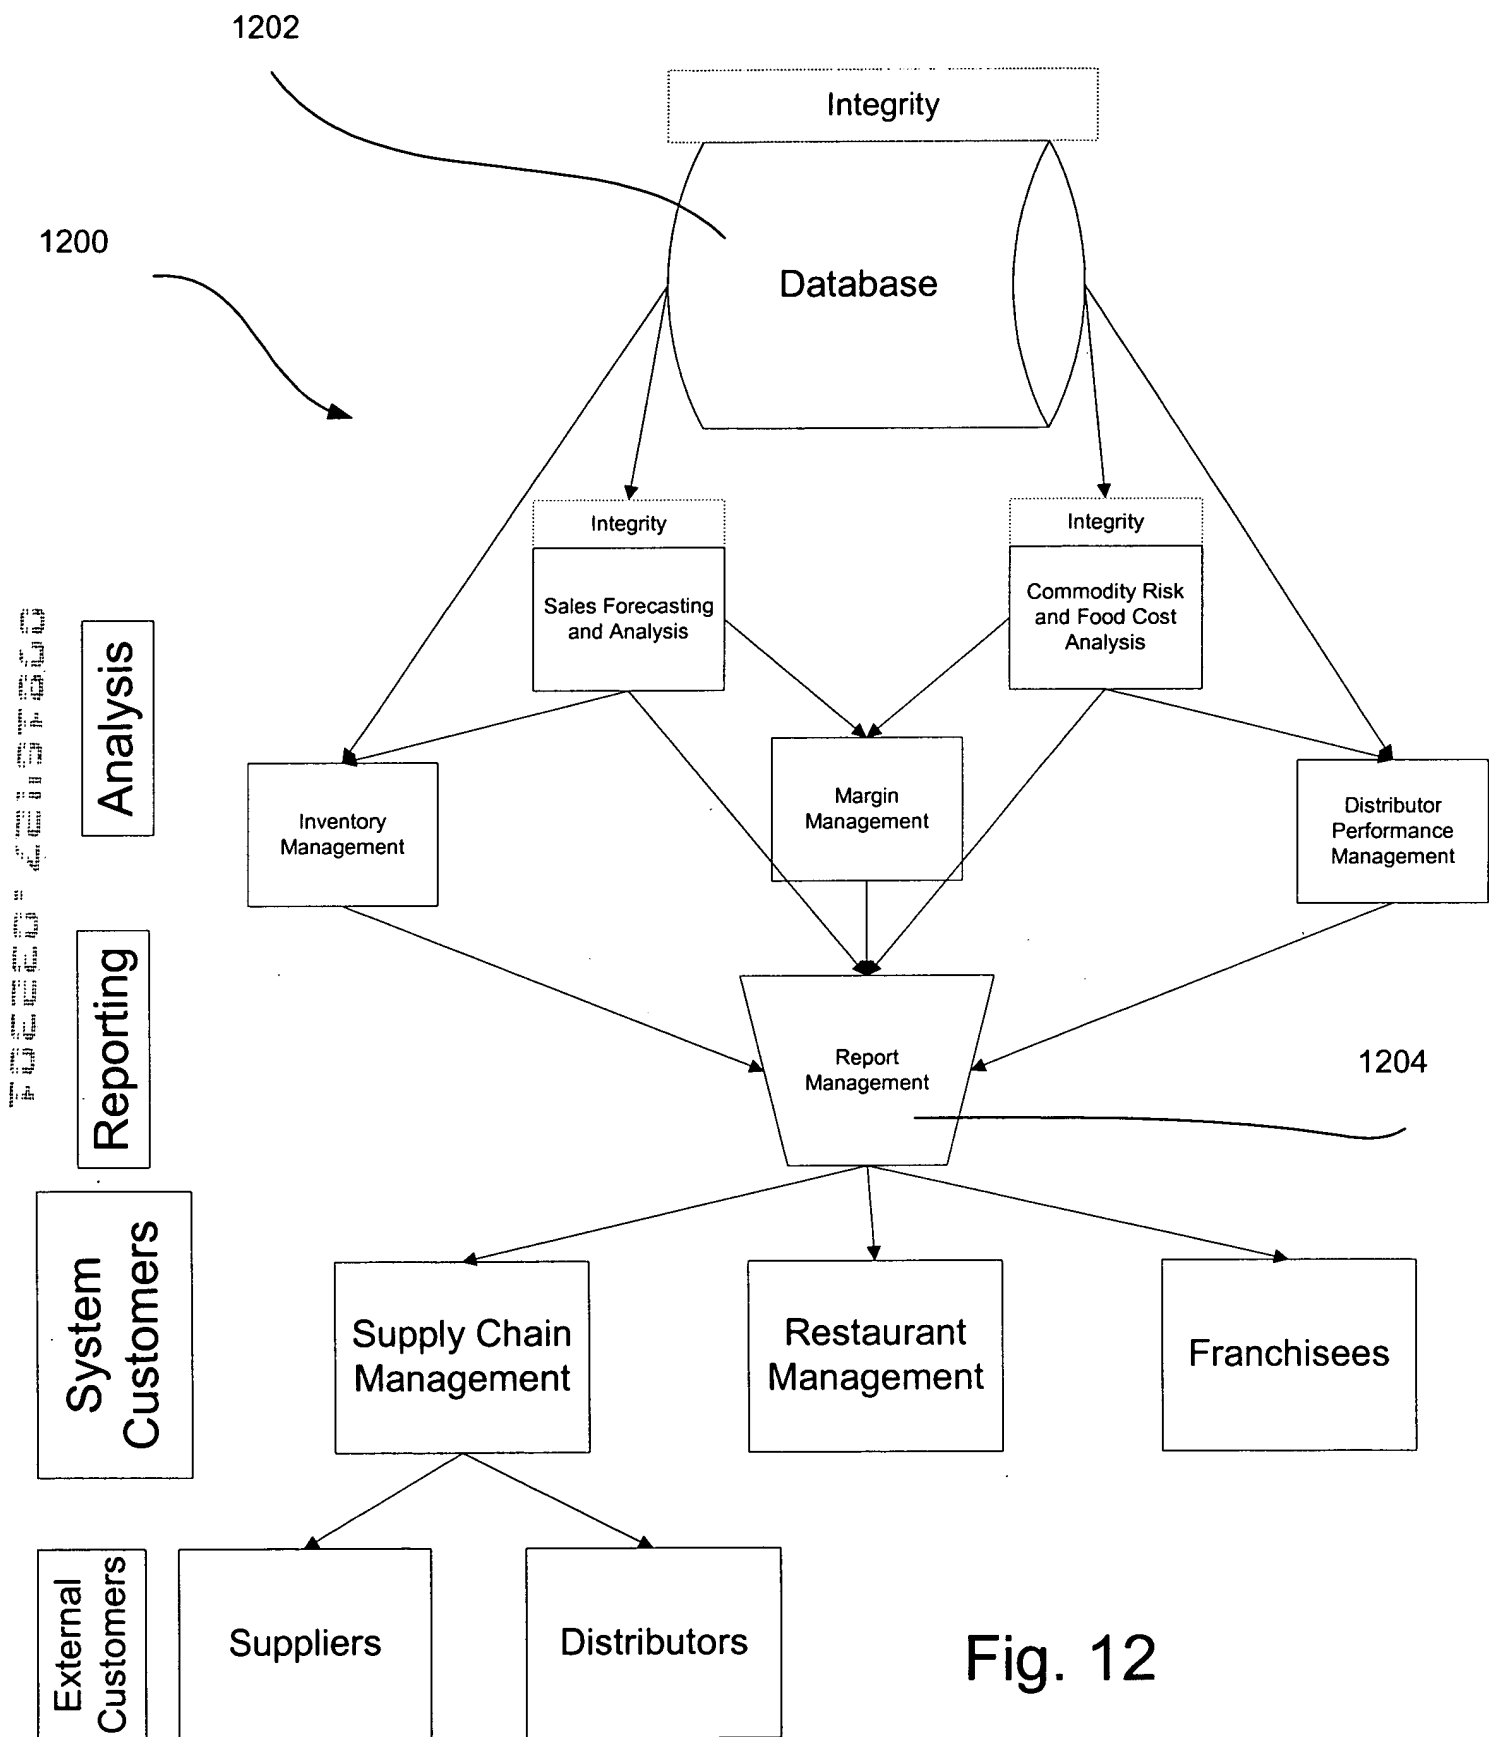 1202
Integrity
1200
Database
Integrity
Integrity
Sales Forecasting
and Analysis
Commodity Risk
and Food Cost
Analysis
Analysis
Inventory
Management
Margin
Management
Distributor
Performance
Management
Reporting
Report
Management
1204
System
Customers
Supply Chain
Management
Restaurant
Management
Franchisees
External
Customers
Suppliers
Distributors
Fig. 12